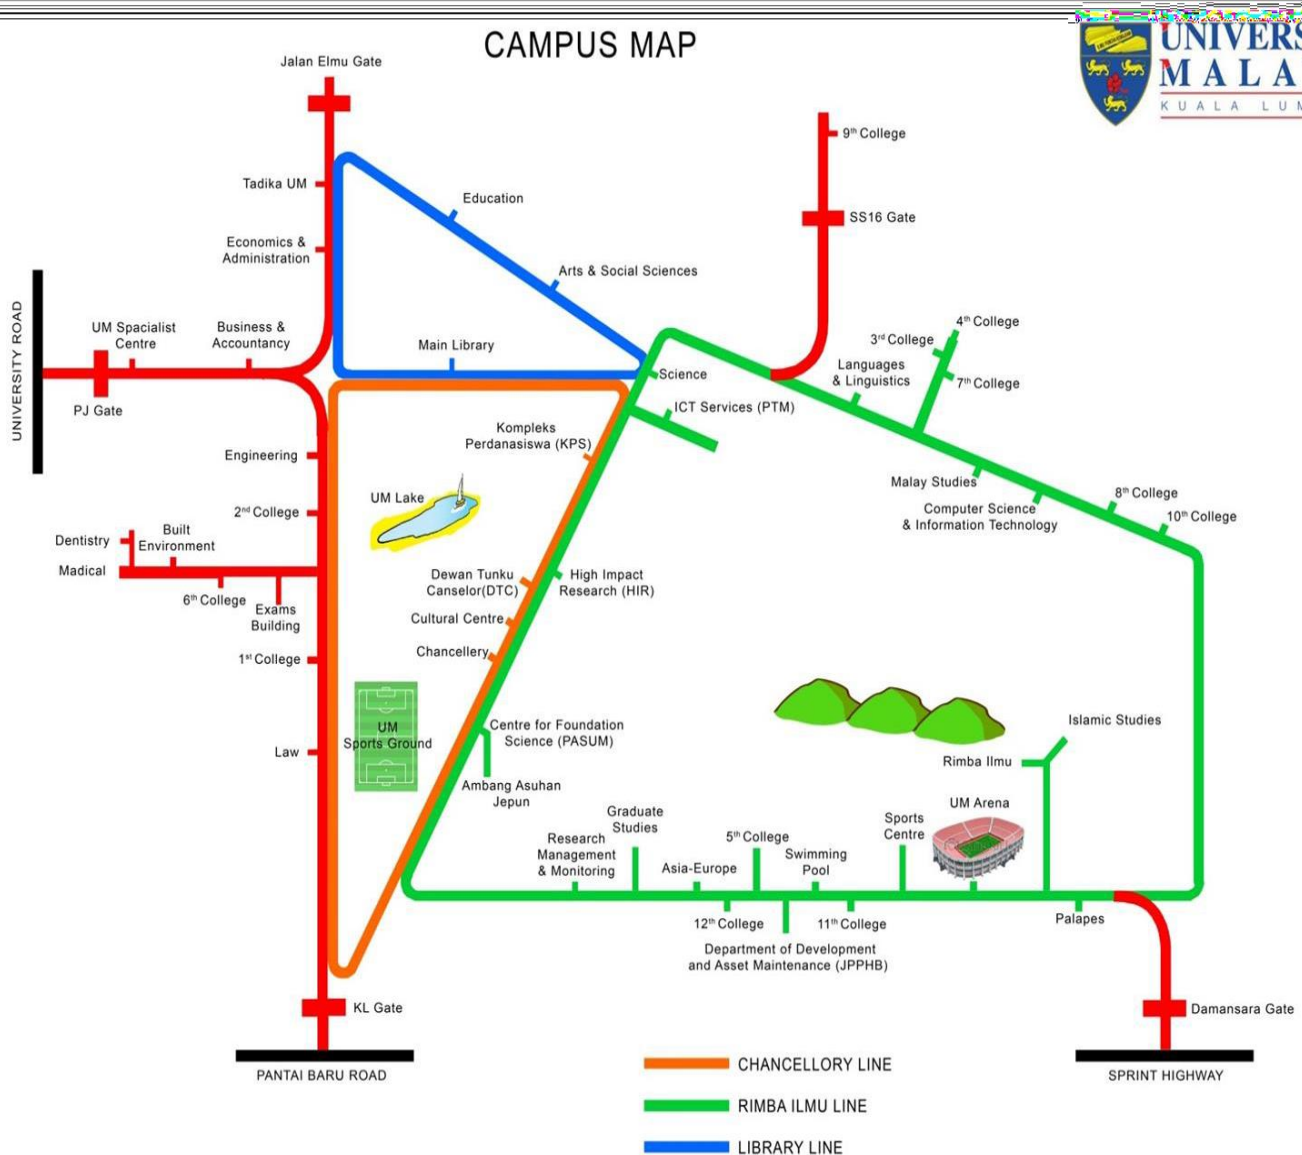 CAMPUS MAP
UNIVERS
MALA
KUALA LUM
Jalan Elmu Gate
9th College
Tadika UM
Education
SS16 Gate
Economics &
Administration
Arts & Social Sciences
UNIVERSITY ROAD
UM Spacialist
Centre
Business &
Accountancy
Main Library
PJ Gate
Science
ICT Services (PTM)
4th College
3rd College
Languages
& Linguistics
7th College
Kompleks
Perdanasiswa (KPS)
Engineering
UM Lake
Malay Studies
Computer Science
& Information Technology
8th College
10th College
2nd College
Dentistry
Built
Environment
Madical
6th College
Exams
Building
Dewan Tunku
Canselor(DTC)
High Impact
Research (HIR)
Cultural Centre
Chancellery
1st College
Law
UM
Sports Ground
Centre for Foundation
Science (PASUM)
Ambang Asuhan
Jepun
Islamic Studies
Rimba Ilmu
UM Arena
Sports
Centre
Graduate
Studies
Research
Management
& Monitoring
Asia-Europe
5th College
Swimming
Pool
12th College
11th College
Palapes
Department of Development
and Asset Maintenance (JPPHB)
KL Gate
Damansara Gate
PANTAI BARU ROAD
SPRINT HIGHWAY
CHANCELLORY LINE
RIMBA ILMU LINE
LIBRARY LINE